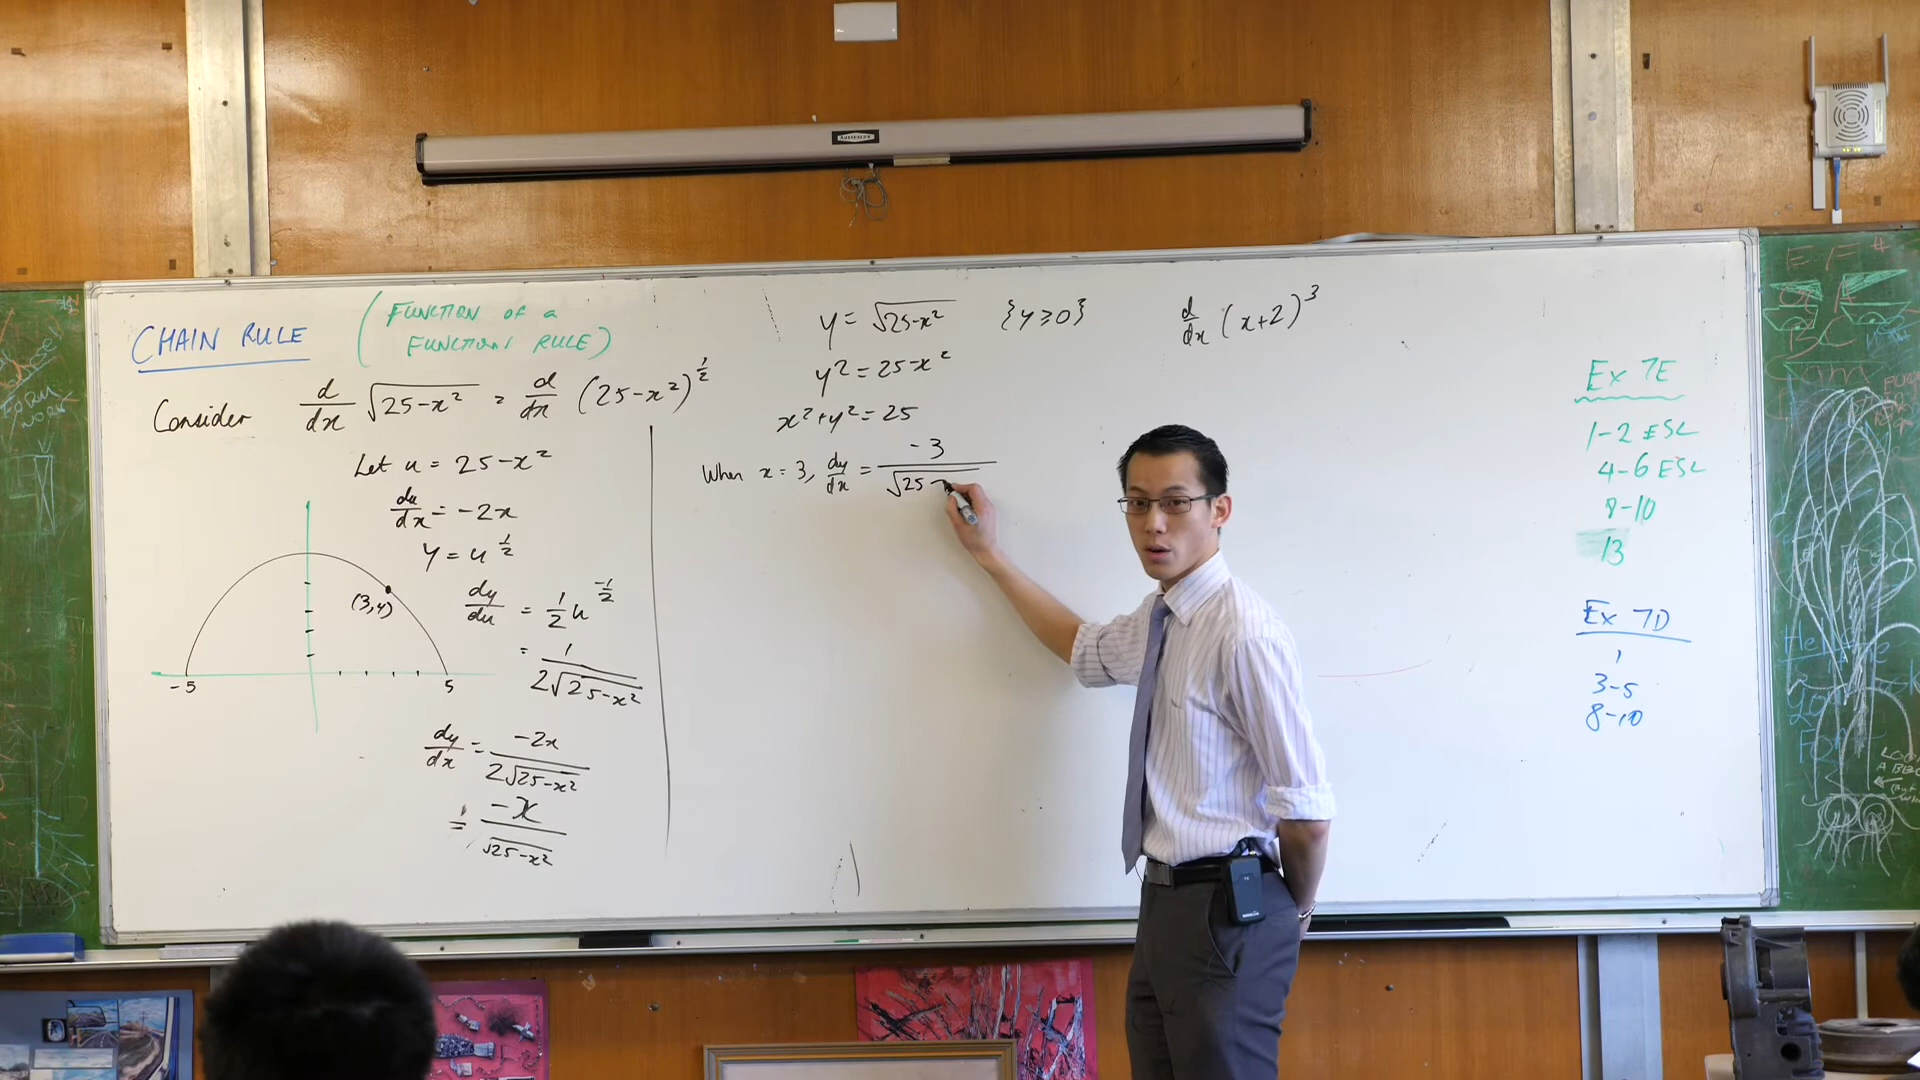 CHAIN RULE
(FUNCTION OF A
FUNCTION RULE)
Consider d/dx √25-x² = d/dx (25-x²)^½
Let u = 25-x²
du/dx = -2x
y = u^½
dy/du = ½u^-½
= 1/2√25-x²
dy/dx = -2x/2√25-x²
= -x/√25-x²
(3,4)
-5
5
y = √25-x² {y≥0}
y² = 25-x²
x²+y² = 25
When x = 3, dy/dx = -3/√25-
d/dx (x+2)³
Ex 7E
1-2 ESL
4-6 ESL
8-10
13
Ex 7D
1
3-5
8-10